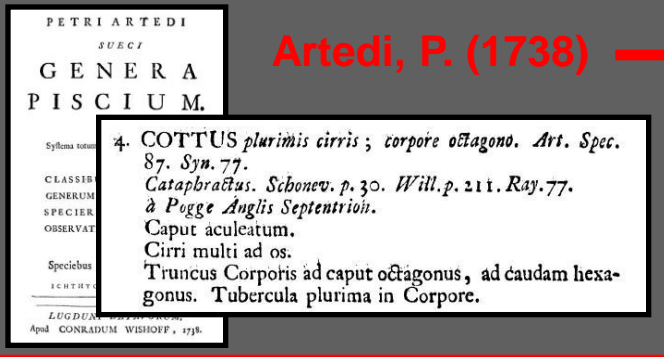 PETRI ARTEDI
SUECI
GENERA
PISCIUM.
Artedi, P. (1738)
Systema totum
CLASSIB
GENERUM
SPECIER
OBSERVAT
Speciebus
ICHTHYO
LUGDUNI
Apud CONRADUM WISHOFF, 1738.
4. COTTUS plurimis cirris; corpore octagono. Art. Spec.
87. Syn. 77.
Cataphractus. Schonev. p. 30. Will. p. 211. Ray. 77.
à Pogge Anglis Septentrion.
Caput aculeatum.
Cirri multi ad os.
Truncus Corporis ad caput octagonus, ad caudam hexa-
gonus. Tubercula plurima in Corpore.